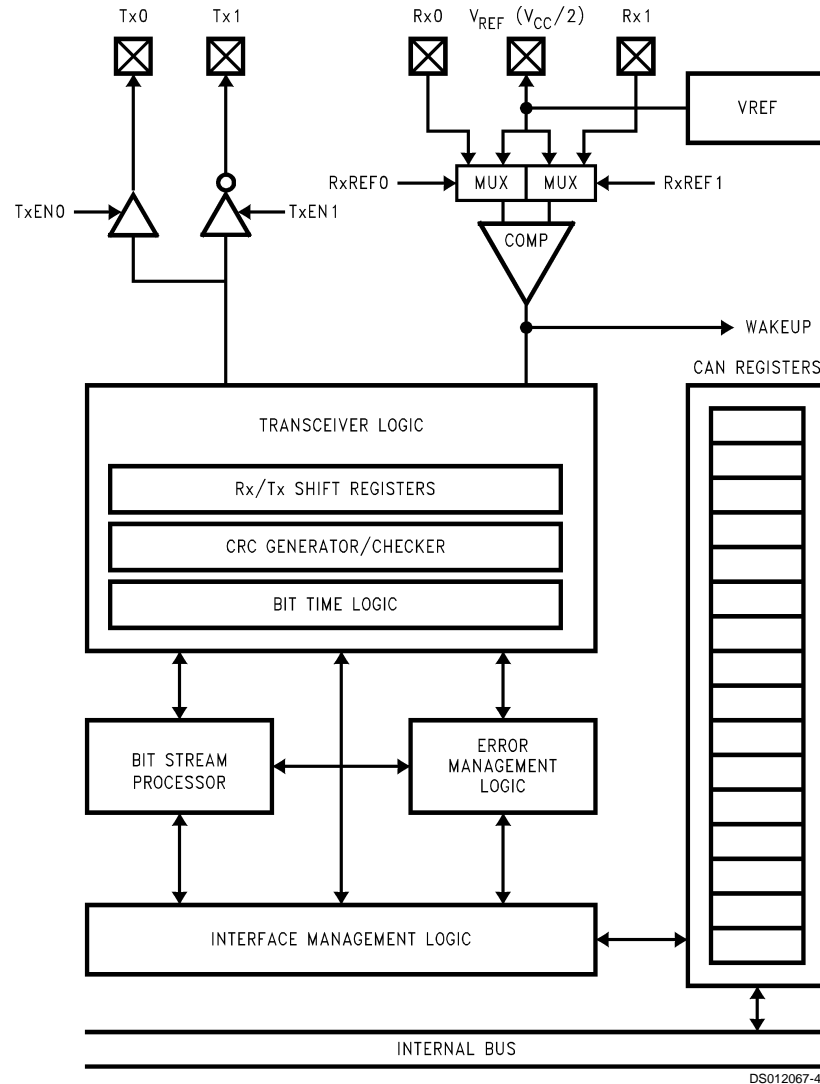 Tx0 Tx1 Rx0 VREF (VCC/2) Rx1
VREF
RxREF0 MUX MUX RxREF1
TxEN0 TxEN1
COMP
WAKEUP
CAN REGISTERS
TRANSCEIVER LOGIC
Rx/Tx SHIFT REGISTERS
CRC GENERATOR/CHECKER
BIT TIME LOGIC
BIT STREAM
PROCESSOR
ERROR
MANAGEMENT
LOGIC
INTERFACE MANAGEMENT LOGIC
INTERNAL BUS
DS012067-4